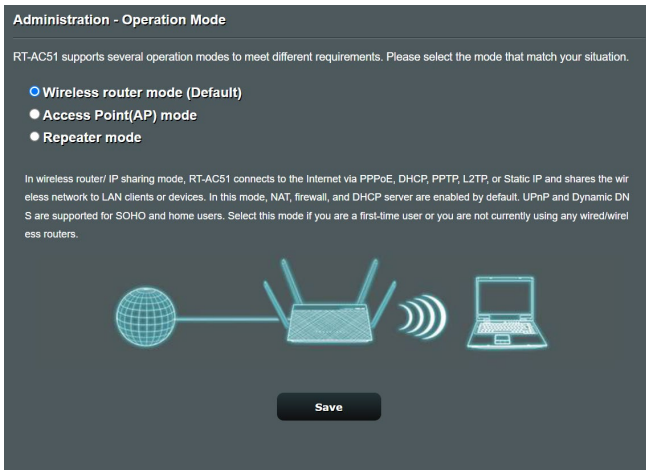 Administration - Operation Mode
RT-AC51 supports several operation modes to meet different requirements. Please select the mode that match your situation.
Wireless router mode (Default)
Access Point(AP) mode
Repeater mode
In wireless router/ IP sharing mode, RT-AC51 connects to the Internet via PPPoE, DHCP, PPTP, L2TP, or Static IP and shares the wir
eless network to LAN clients or devices. In this mode, NAT, firewall, and DHCP server are enabled by default. UPnP and Dynamic DN
S are supported for SOHO and home users. Select this mode if you are a first-time user or you are not currently using any wired/wirel
ess routers.
Save